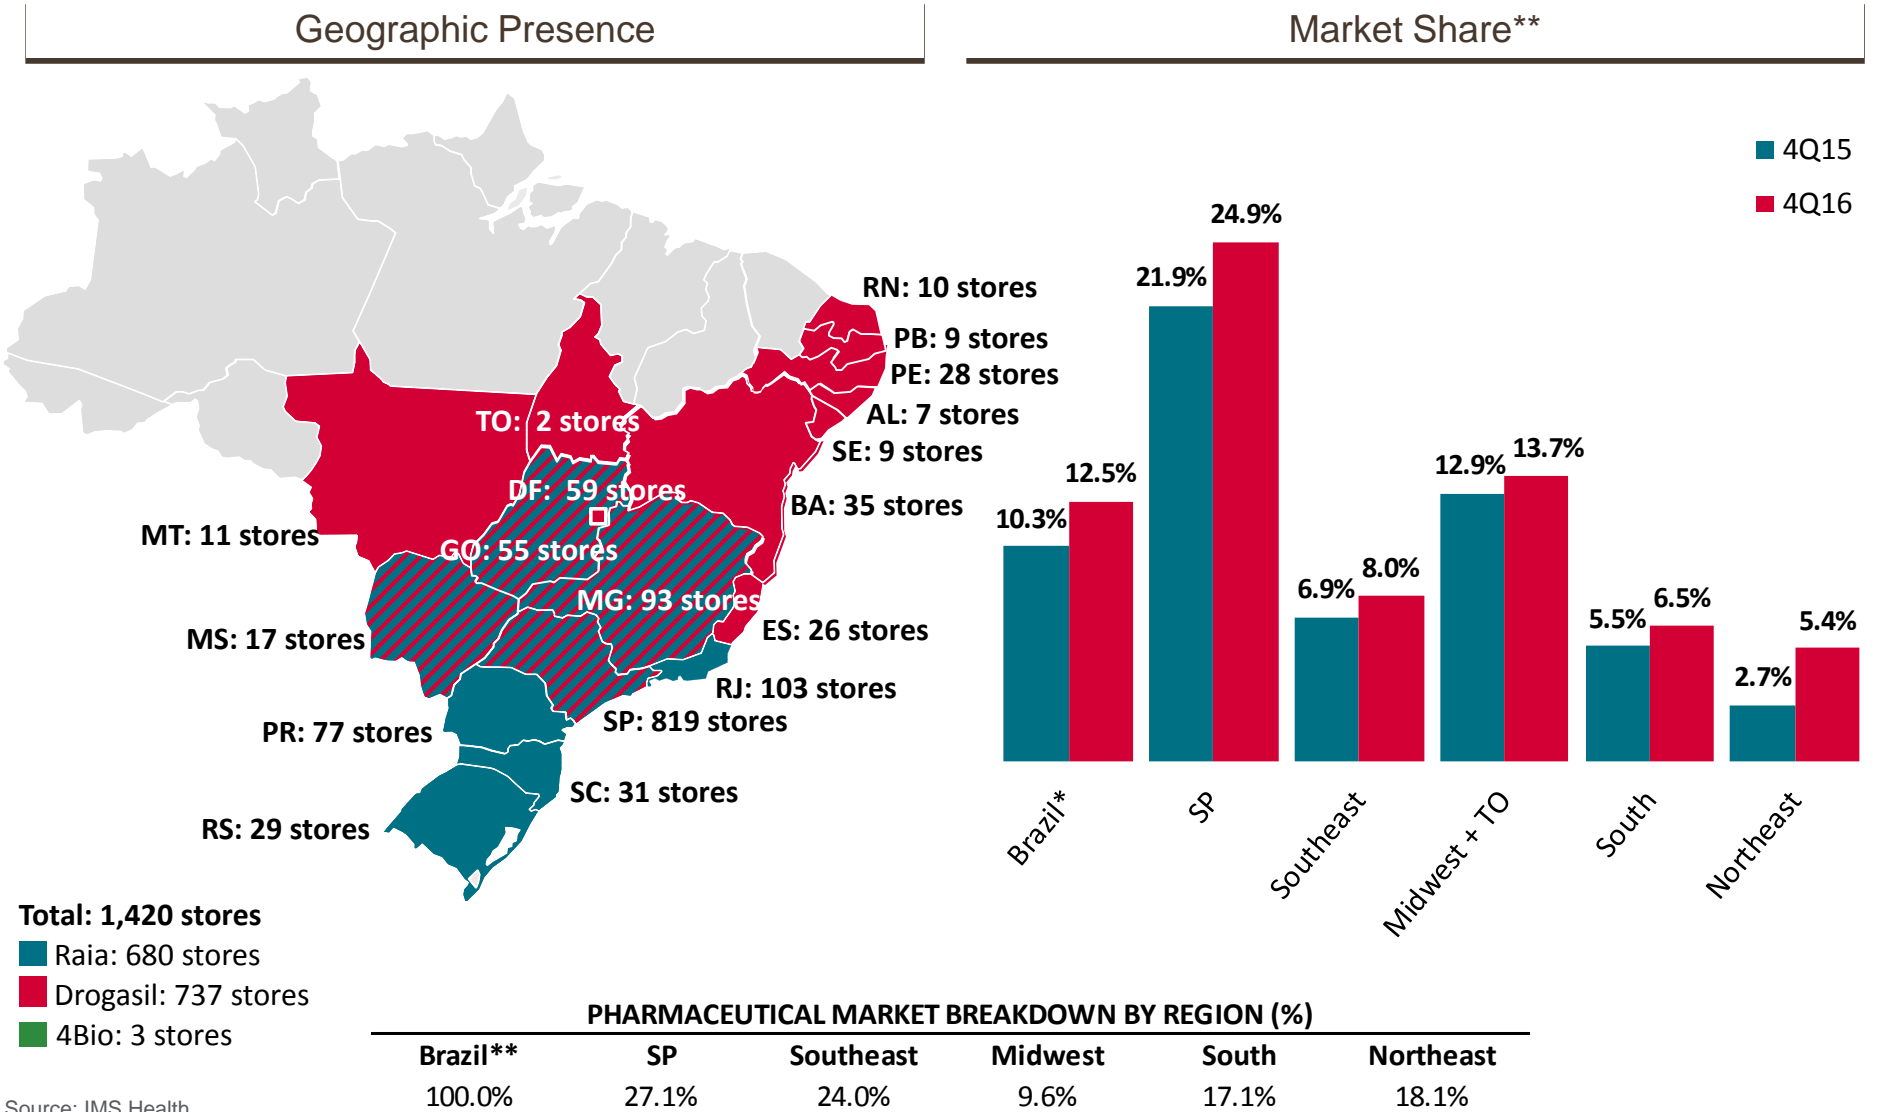 Geographic Presence
Market Share**
4Q15
4Q16
RN: 10 stores
PB: 9 stores
PE: 28 stores
AL: 7 stores
SE: 9 stores
BA: 35 stores
TO: 2 stores
DF: 59 stores
MT: 11 stores
GO: 55 stores
MG: 93 stores
MS: 17 stores
ES: 26 stores
RJ: 103 stores
SP: 819 stores
PR: 77 stores
SC: 31 stores
RS: 29 stores
Total: 1,420 stores
Raia: 680 stores
Drogasil: 737 stores
4Bio: 3 stores
10.3% 12.5%
21.9% 24.9%
6.9% 8.0%
12.9% 13.7%
5.5% 6.5%
2.7% 5.4%
Brazil*
SP
Southeast
Midwest + TO
South
Northeast
PHARMACEUTICAL MARKET BREAKDOWN BY REGION (%)
Brazil** SP Southeast Midwest South Northeast
100.0% 27.1% 24.0% 9.6% 17.1% 18.1%
Source: IMS Health